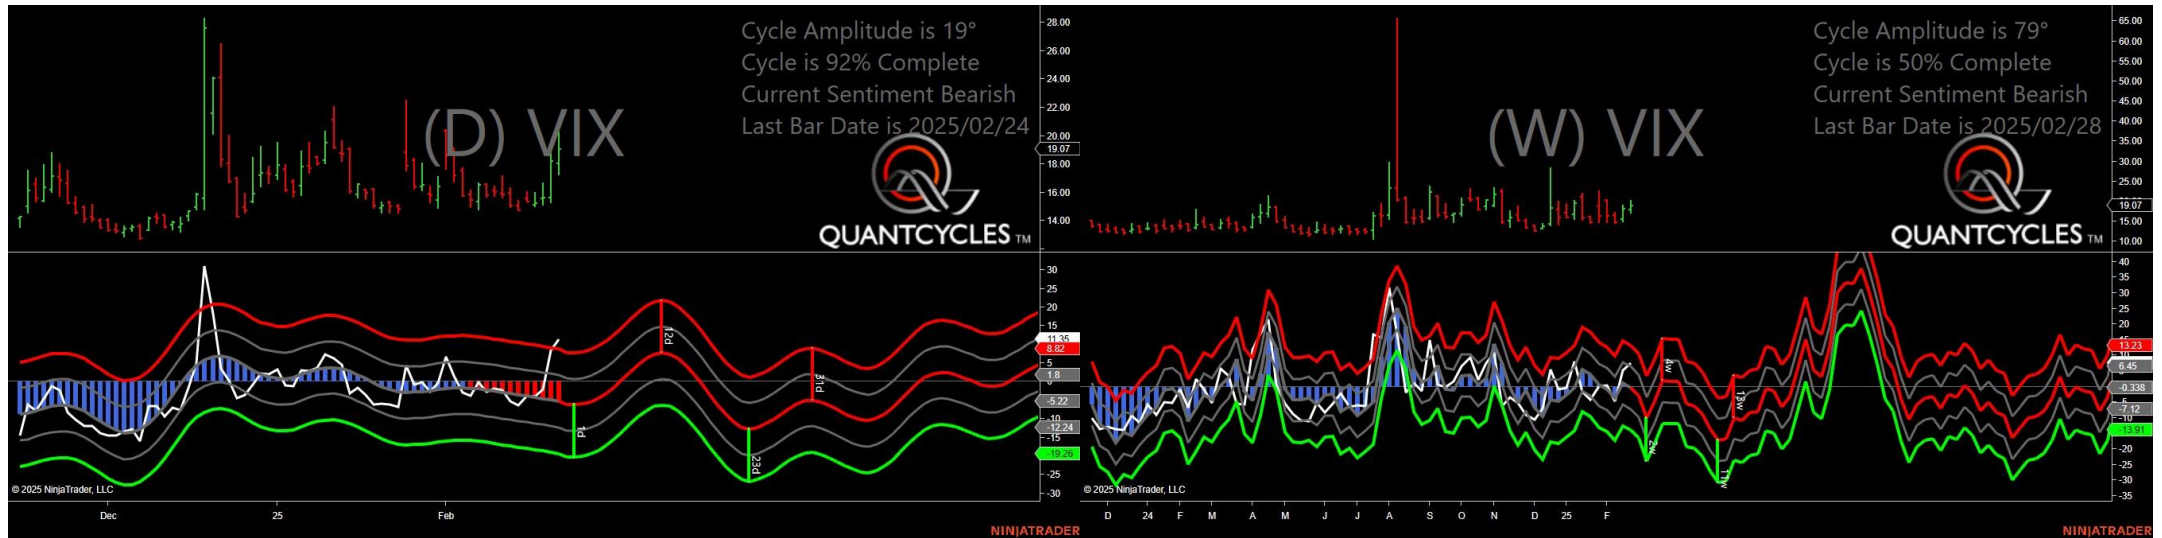 Cycle Amplitude is 19°
Cycle is 92% Complete
Current Sentiment Bearish
Last Bar Date is 2025/02/24
(D) VIX
QUANTCYCLES TM
28.00
26.00
24.00
22.00
20.00
19.07
18.00
16.00
14.00
30
25
20
15
11.35
8.82
5
1.8
-5.22
-10
-12.24
-15
-19.26
-25
-30
12d
31d
1d
23d
© 2025 NinjaTrader, LLC
Dec
25
Feb
NINJATRADER
Cycle Amplitude is 79°
Cycle is 50% Complete
Current Sentiment Bearish
Last Bar Date is 2025/02/28
(W) VIX
QUANTCYCLES TM
65.00
60.00
55.00
50.00
45.00
40.00
35.00
30.00
25.00
19.07
15.00
10.00
40
35
30
25
20
13.23
6.45
-0.338
-7.12
-10
-13.91
-20
-25
-30
-35
4w
13w
2w
11w
© 2025 NinjaTrader, LLC
D 24 F M A M J J A S O N D 25 F
NINJATRADER